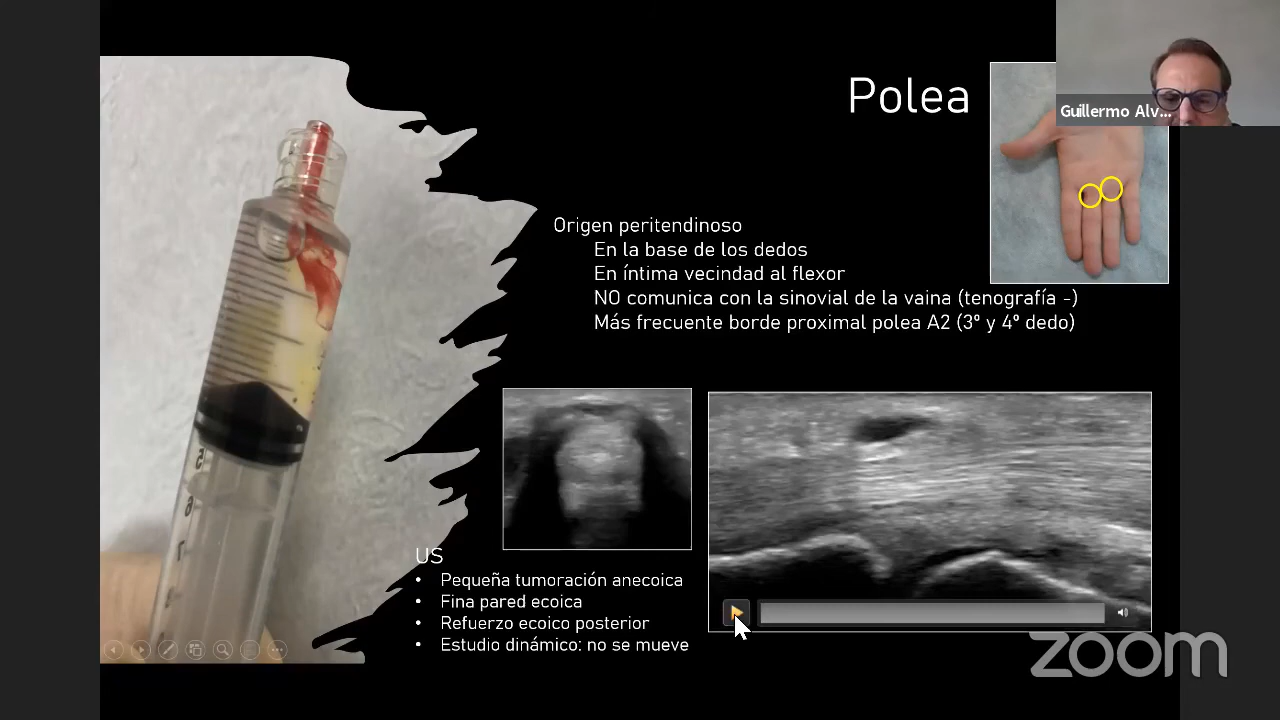 Polea
Guillermo Alv...
Origen peritendinoso
En la base de los dedos
En íntima vecindad al flexor
NO comunica con la sinovial de la vaina (tenografía -)
Más frecuente borde proximal polea A2 (3º y 4º dedo)
US
• Pequeña tumoración anecoica
• Fina pared ecoica
• Refuerzo ecoico posterior
• Estudio dinámico: no se mueve
zoom